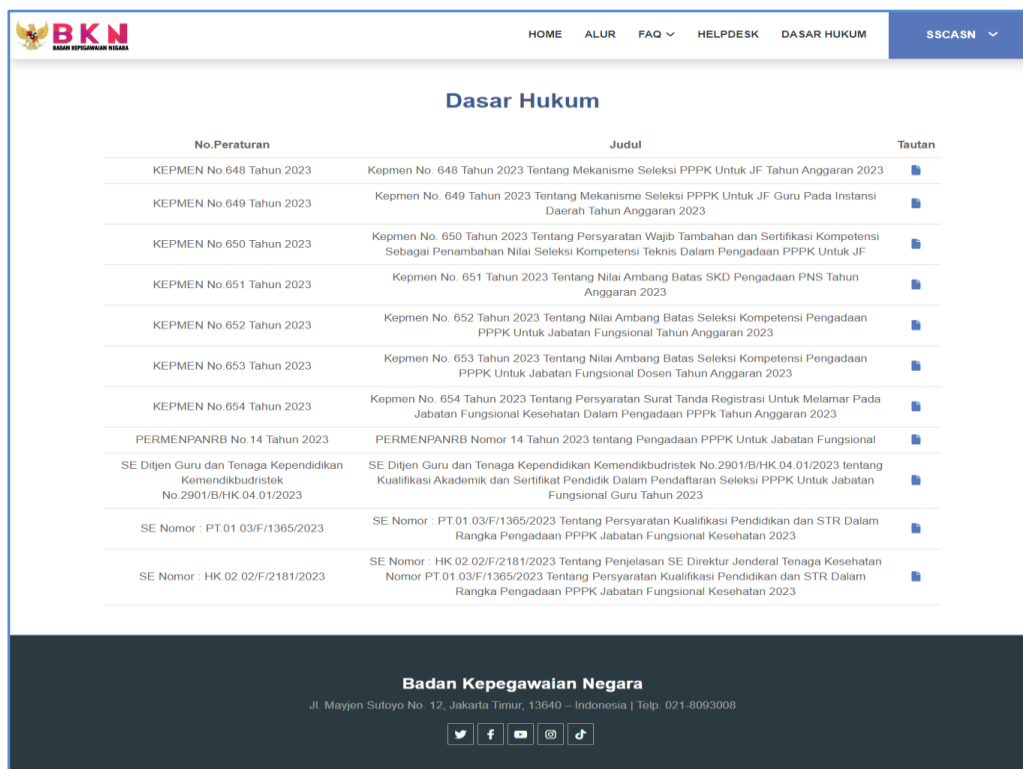 BKN
BADAN KEPEGAWAIAN NEGARA
HOME ALUR FAQ HELPDESK DASAR HUKUM SSCASN
Dasar Hukum
No.Peraturan Judul Tautan
KEPMEN No.648 Tahun 2023 Kepmen No. 648 Tahun 2023 Tentang Mekanisme Seleksi PPPK Untuk JF Tahun Anggaran 2023
KEPMEN No.649 Tahun 2023 Kepmen No. 649 Tahun 2023 Tentang Mekanisme Seleksi PPPK Untuk JF Guru Pada Instansi
Daerah Tahun Anggaran 2023
KEPMEN No.650 Tahun 2023 Kepmen No. 650 Tahun 2023 Tentang Persyaratan Wajib Tambahan dan Sertifikasi Kompetensi
Sebagai Penambahan Nilai Seleksi Kompetensi Teknis Dalam Pengadaan PPPK Untuk JF
KEPMEN No.651 Tahun 2023 Kepmen No. 651 Tahun 2023 Tentang Nilai Ambang Batas SKD Pengadaan PNS Tahun
Anggaran 2023
KEPMEN No.652 Tahun 2023 Kepmen No. 652 Tahun 2023 Tentang Nilai Ambang Batas Seleksi Kompetensi Pengadaan
PPPK Untuk Jabatan Fungsional Tahun Anggaran 2023
KEPMEN No.653 Tahun 2023 Kepmen No. 653 Tahun 2023 Tentang Nilai Ambang Batas Seleksi Kompetensi Pengadaan
PPPK Untuk Jabatan Fungsional Dosen Tahun Anggaran 2023
KEPMEN No.654 Tahun 2023 Kepmen No. 654 Tahun 2023 Tentang Persyaratan Surat Tanda Registrasi Untuk Melamar Pada
Jabatan Fungsional Kesehatan Dalam Pengadaan PPPk Tahun Anggaran 2023
PERMENPANRB No.14 Tahun 2023 PERMENPANRB Nomor 14 Tahun 2023 tentang Pengadaan PPPK Untuk Jabatan Fungsional
SE Ditjen Guru dan Tenaga Kependidikan
Kemendikbudristek
No.2901/B/HK.04.01/2023
SE Ditjen Guru dan Tenaga Kependidikan Kemendikbudristek No.2901/B/HK.04.01/2023 tentang
Kualifikasi Akademik dan Sertifikat Pendidik Dalam Pendaftaran Seleksi PPPK Untuk Jabatan
Fungsional Guru Tahun 2023
SE Nomor : PT.01.03/F/1365/2023 SE Nomor : PT.01.03/F/1365/2023 Tentang Persyaratan Kualifikasi Pendidikan dan STR Dalam
Rangka Pengadaan PPPK Jabatan Fungsional Kesehatan 2023
SE Nomor : HK.02.02/F/2181/2023
SE Nomor : HK.02.02/F/2181/2023 Tentang Penjelasan SE Direktur Jenderal Tenaga Kesehatan
Nomor PT.01.03/F/1365/2023 Tentang Persyaratan Kualifikasi Pendidikan dan STR Dalam
Rangka Pengadaan PPPK Jabatan Fungsional Kesehatan 2023
Badan Kepegawaian Negara
Jl. Mayjen Sutoyo No. 12, Jakarta Timur, 13640 – Indonesia | Telp. 021-8093008